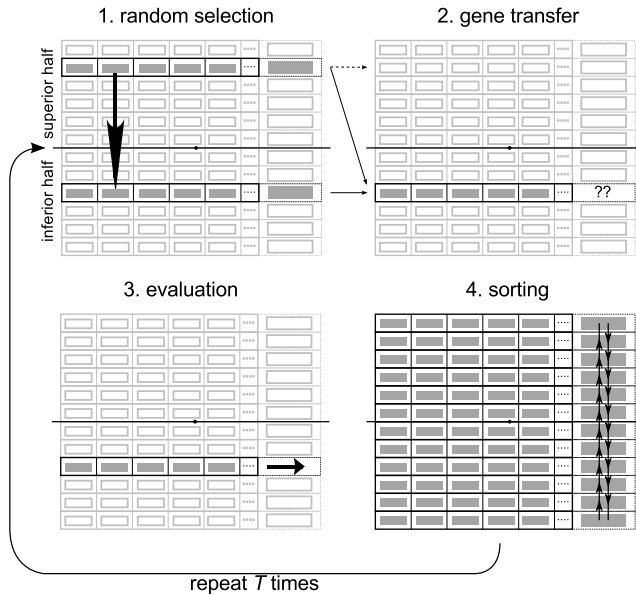 1. random selection
2. gene transfer
superior half
inferior half
??
3. evaluation
4. sorting
repeat T times